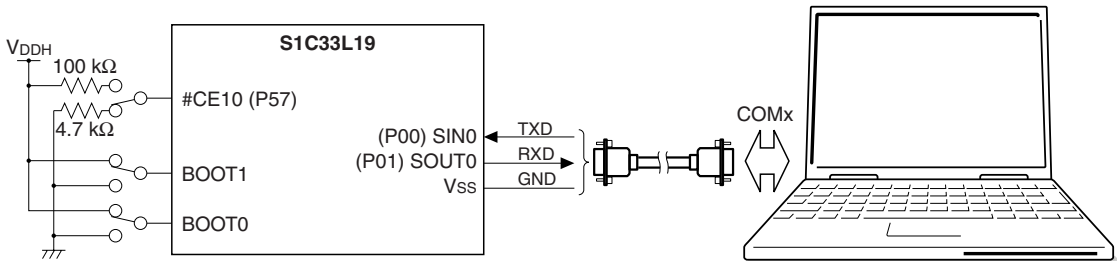 S1C33L19
VDDH
100 kΩ
#CE10 (P57)
4.7 kΩ
COMx
(P00) SIN0
TXD
(P01) SOUT0
RXD
BOOT1
VSS
GND
BOOT0